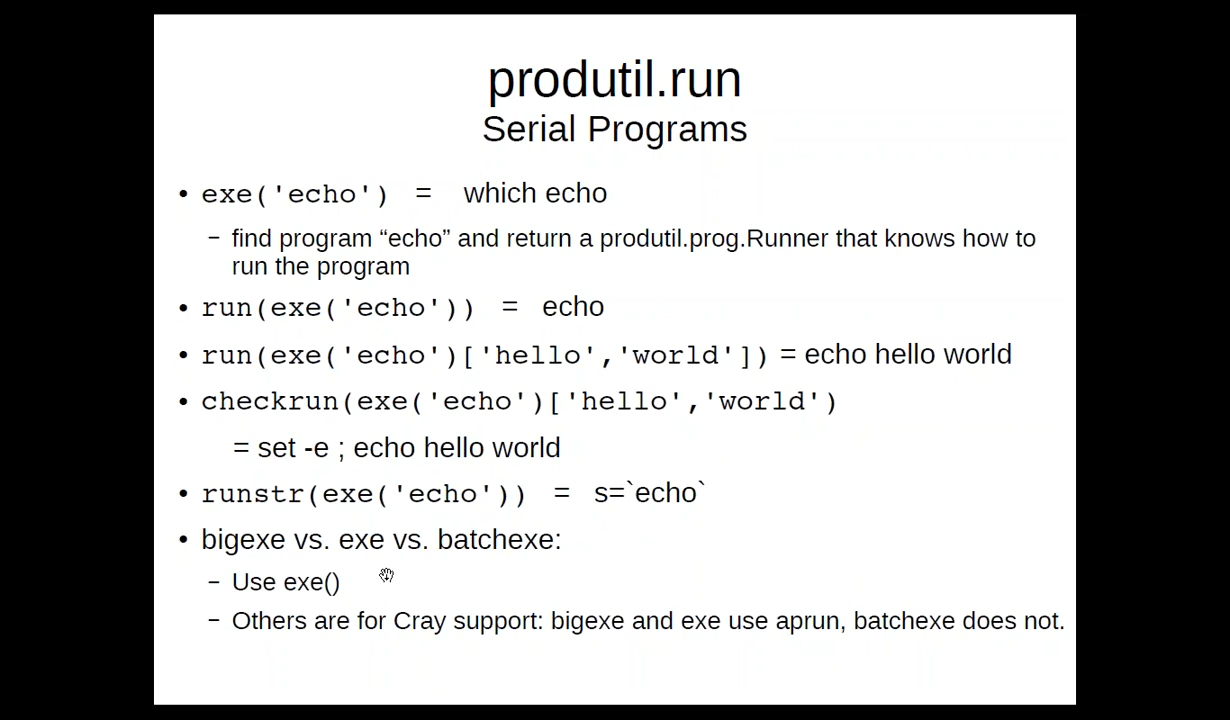 produtil.run
Serial Programs
• exe('echo') = which echo
– find program “echo” and return a produtil.prog.Runner that knows how to
run the program
• run(exe('echo')) = echo
• run(exe('echo')['hello','world']) = echo hello world
• checkrun(exe('echo')['hello','world')
= set -e ; echo hello world
• runstr(exe('echo')) = s=`echo`
• bigexe vs. exe vs. batchexe:
– Use exe()
– Others are for Cray support: bigexe and exe use aprun, batchexe does not.